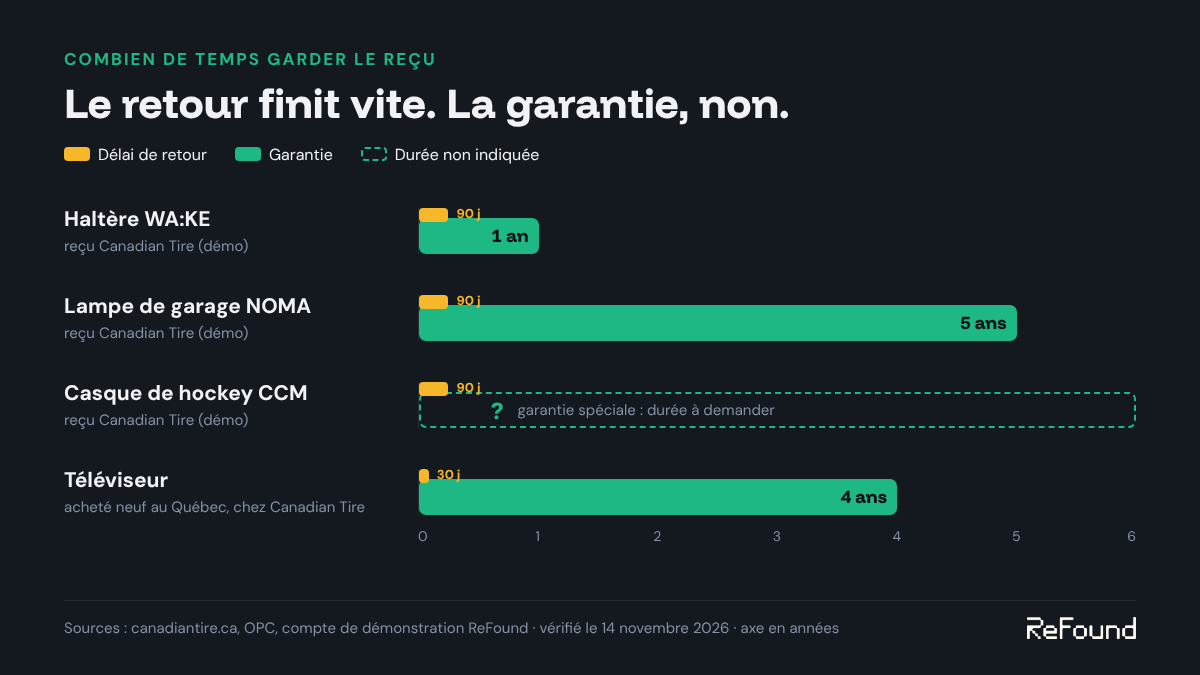 COMBIEN DE TEMPS GARDER LE REÇU
Le retour finit vite. La garantie, non.
Délai de retour Garantie Durée non indiquée
Haltère WA:KE
reçu Canadian Tire (démo)
90 j
1 an
Lampe de garage NOMA
reçu Canadian Tire (démo)
90 j
5 ans
Casque de hockey CCM
reçu Canadian Tire (démo)
90 j
? garantie spéciale : durée à demander
Téléviseur
acheté neuf au Québec, chez Canadian Tire
30 j
4 ans
0 1 2 3 4 5 6
Sources : canadiantire.ca, OPC, compte de démonstration ReFound · vérifié le 14 novembre 2026 · axe en années
ReFound